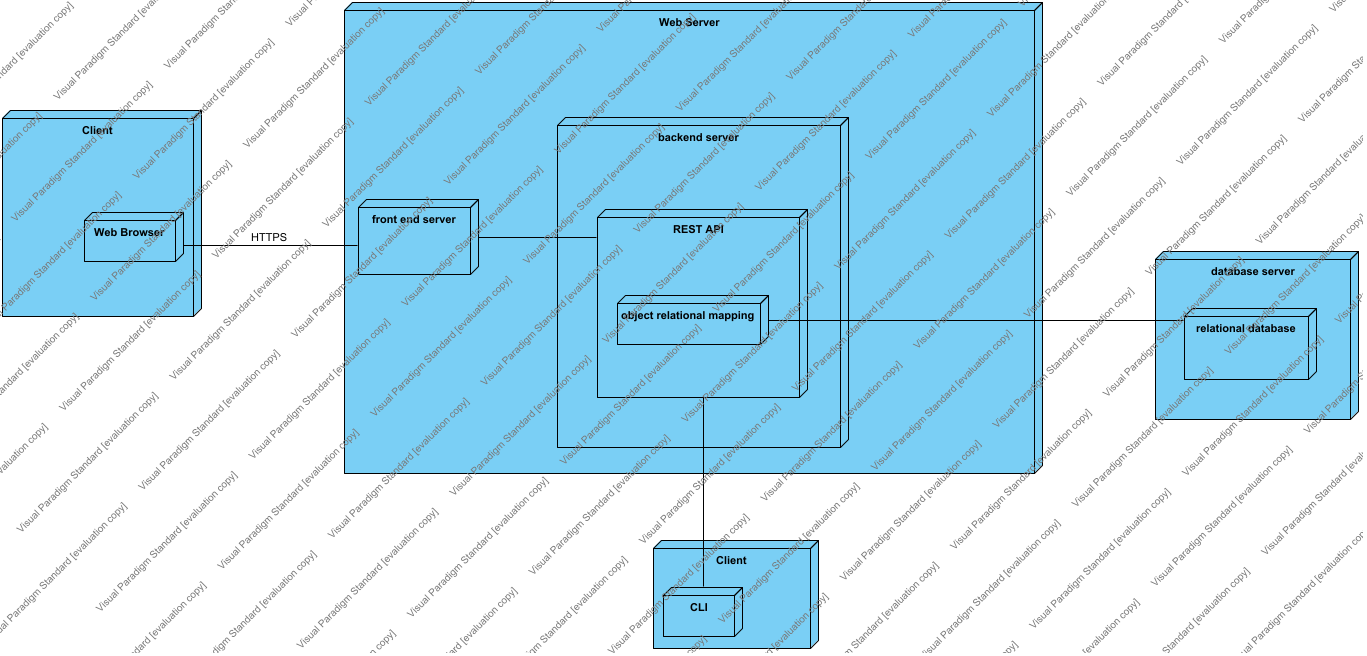 Web Server
Client
backend server
front end server
Web Browser
REST API
HTTPS
database server
object relational mapping
relational database
Client
CLI
Visual Paradigm Standard [evaluation copy]